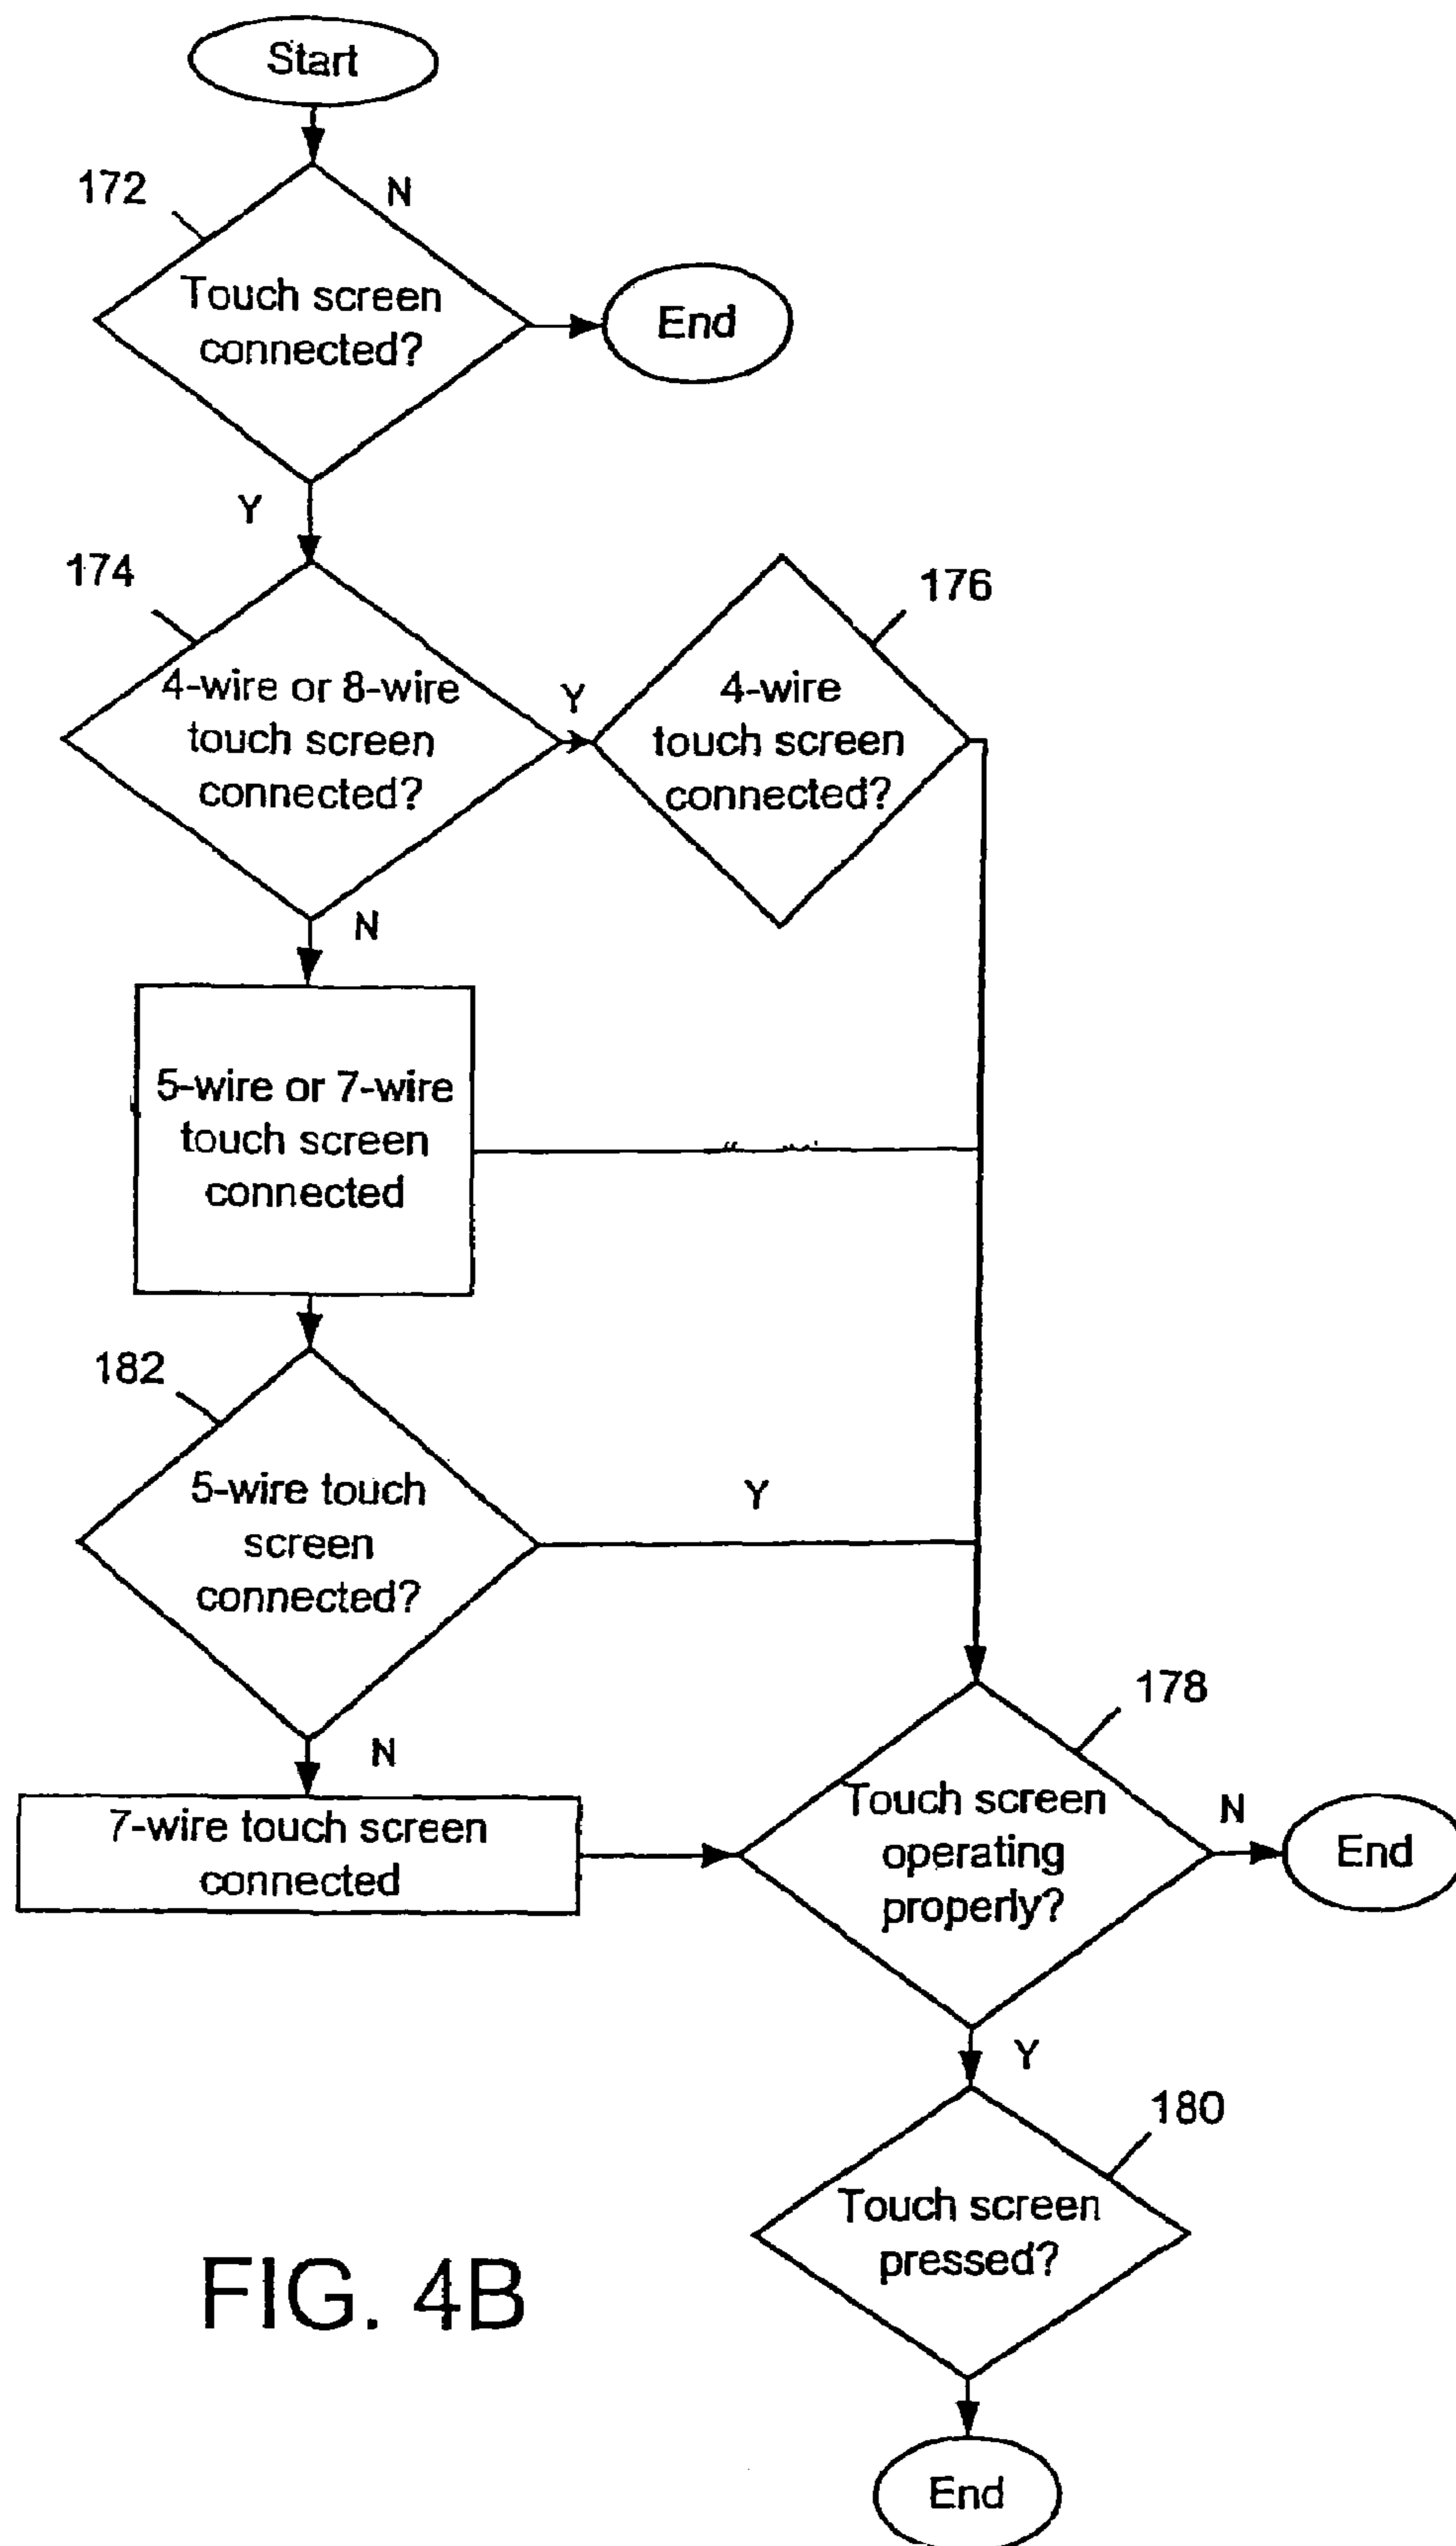 Start
172
N
Touch screen
connected?
End
Y
174
176
4-wire or 8-wire
touch screen
connected?
Y
4-wire
touch screen
connected?
N
5-wire or 7-wire
touch screen
connected
182
5-wire touch
screen
connected?
Y
178
N
7-wire touch screen
connected
Touch screen
operating
properly?
N
End
Y
180
Touch screen
pressed?
FIG. 4B
End